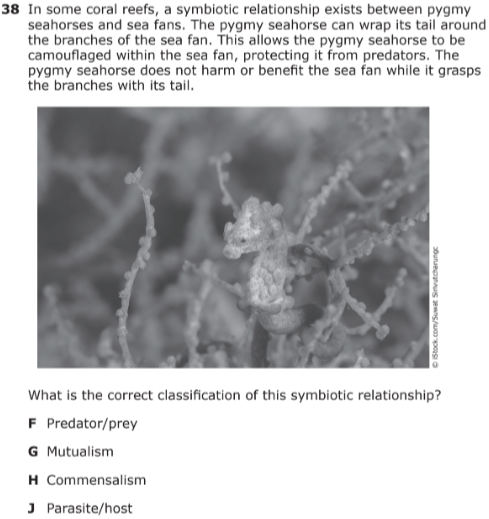 38 In some coral reefs, a symbiotic relationship exists between pygmy
seahorses and sea fans. The pygmy seahorse can wrap its tail around
the branches of the sea fan. This allows the pygmy seahorse to be
camouflaged within the sea fan, protecting it from predators. The
pygmy seahorse does not harm or benefit the sea fan while it grasps
the branches with its tail.
© iStock.com/Suwat
What is the correct classification of this symbiotic relationship?
F Predator/prey
G Mutualism
H Commensalism
J Parasite/host